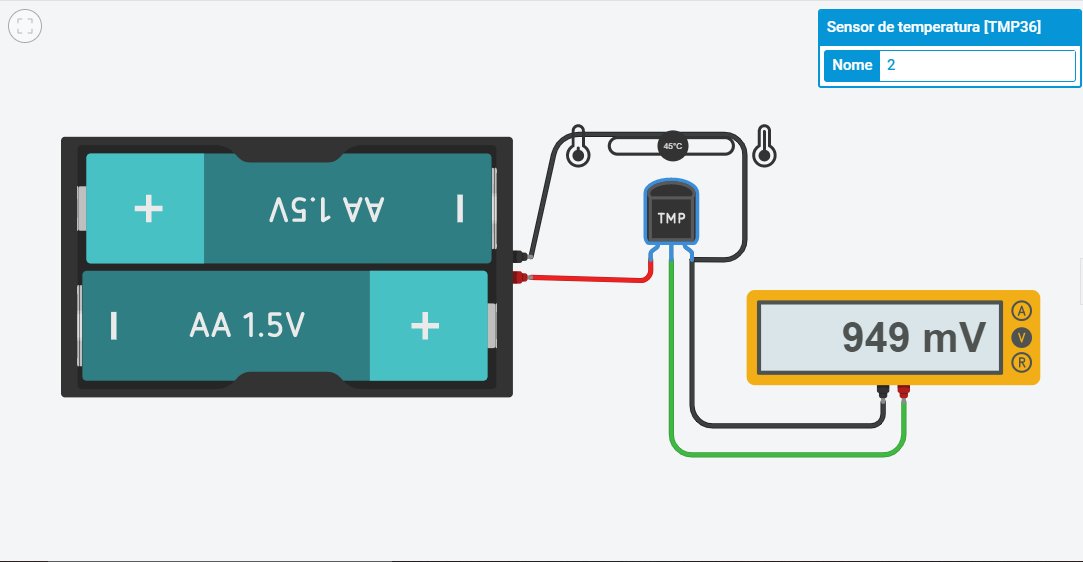 Sensor de temperatura [TMP36]
Nome 2
45°C
+ AA 1.5V -
TMP
- AA 1.5V +
949 mV
A
V
R